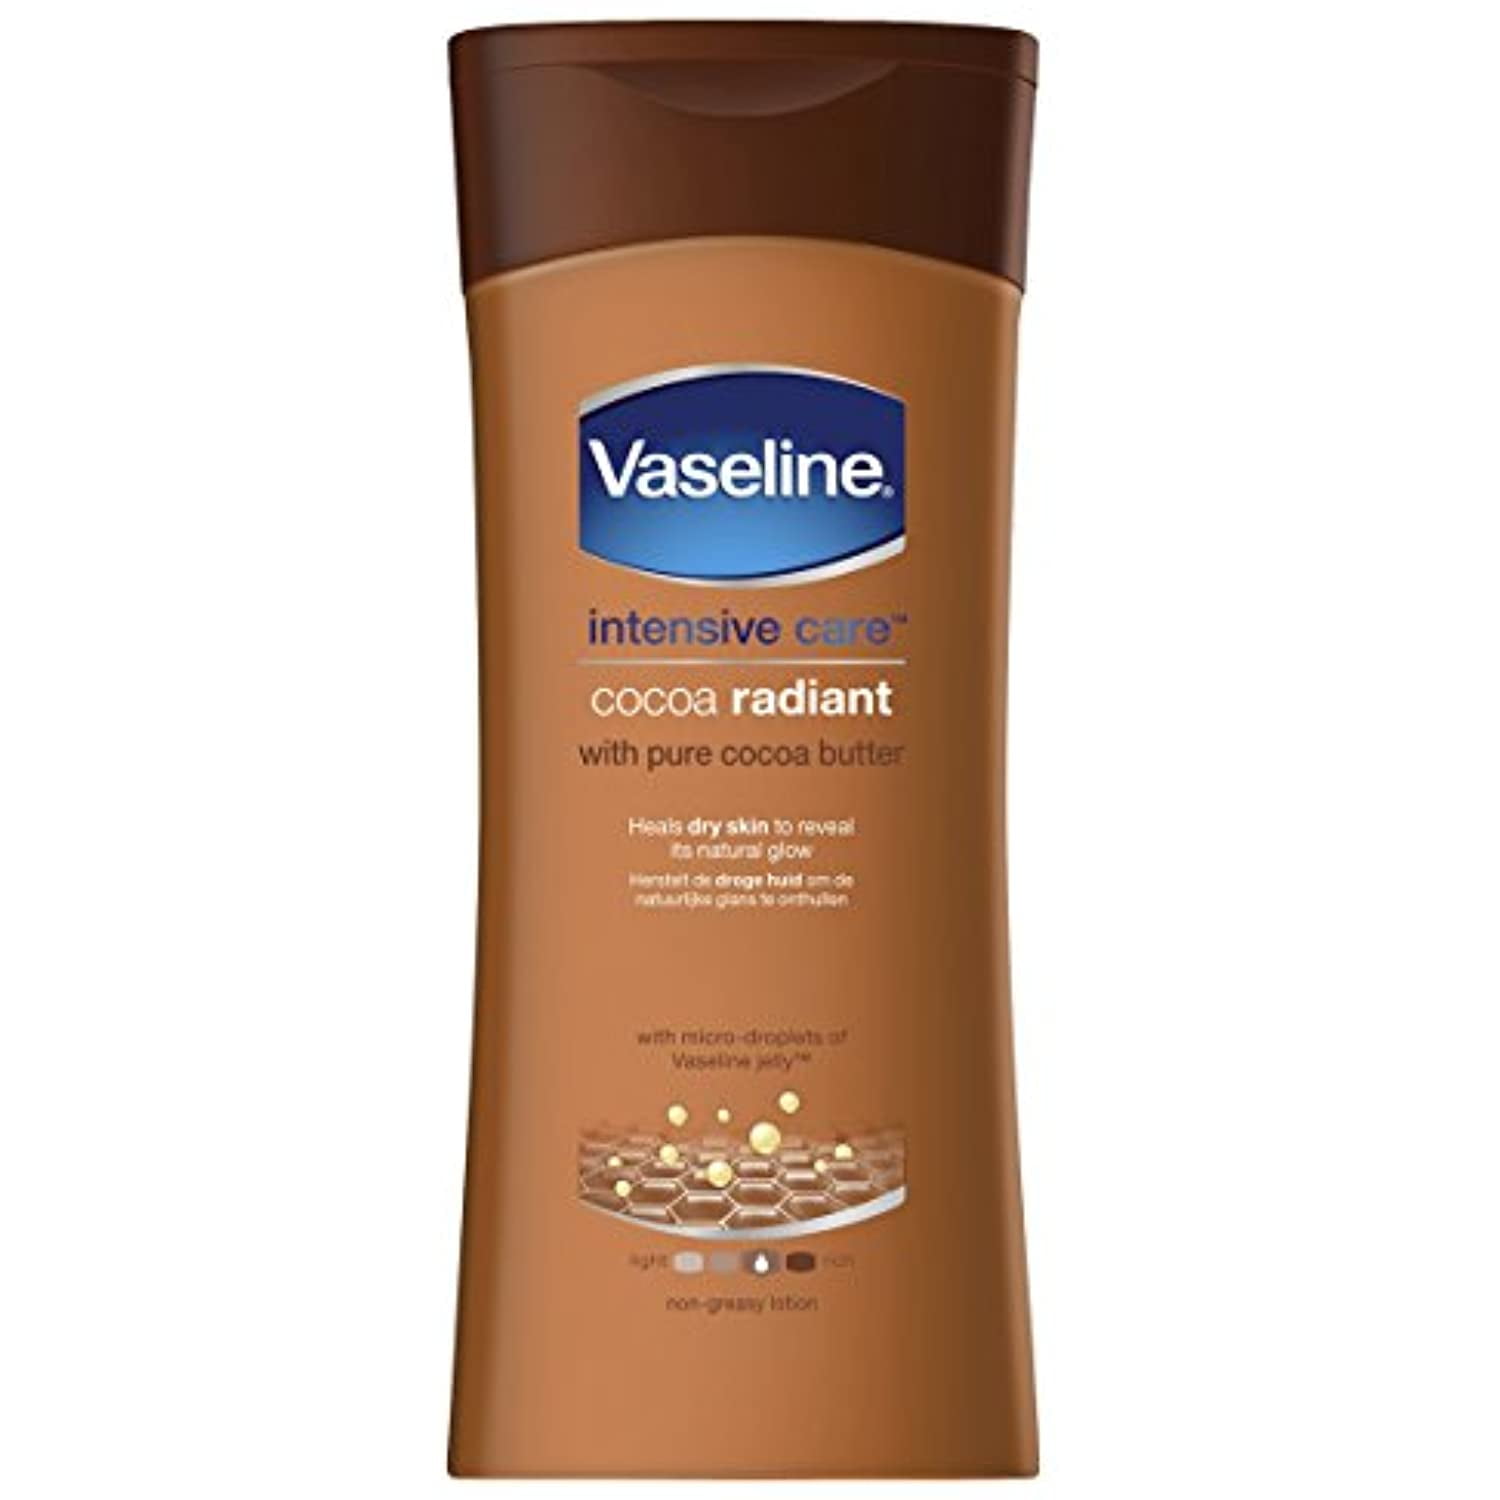 Vaseline®
intensive care™
cocoa radiant
with pure cocoa butter
Heals dry skin to reveal
its natural glow
Herstelt de droge huid om de
natuurlijke glans te onthullen
with micro-droplets of
Vaseline jelly™
light rich
non-greasy lotion